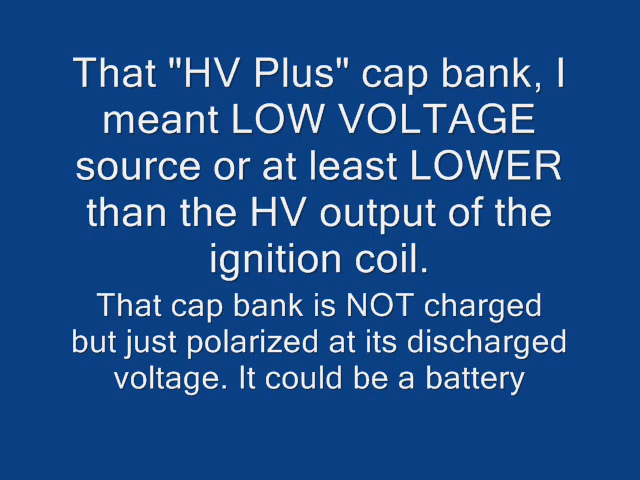 That "HV Plus" cap bank, I
meant LOW VOLTAGE
source or at least LOWER
than the HV output of the
ignition coil.
That cap bank is NOT charged
but just polarized at its discharged
voltage. It could be a battery